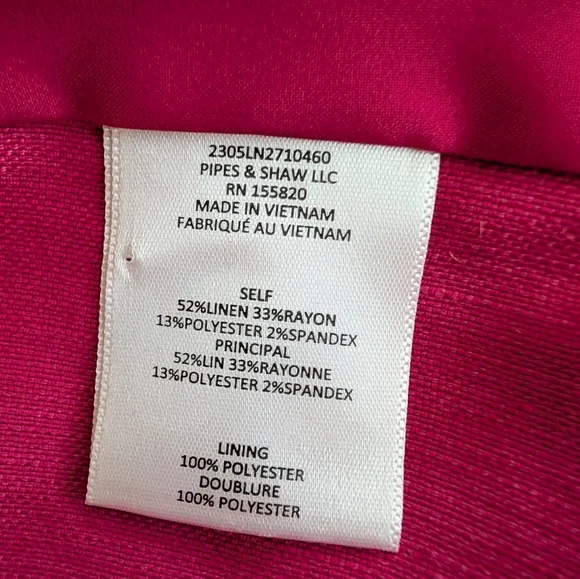 2305LN2710460
PIPES & SHAW LLC
RN 155820
MADE IN VIETNAM
FABRIQUÉ AU VIETNAM
SELF
52%LINEN 33%RAYON
13%POLYESTER 2%SPANDEX
PRINCIPAL
52%LIN 33%RAYONNE
13%POLYESTER 2%SPANDEX
LINING
100% POLYESTER
DOUBLURE
100% POLYESTER